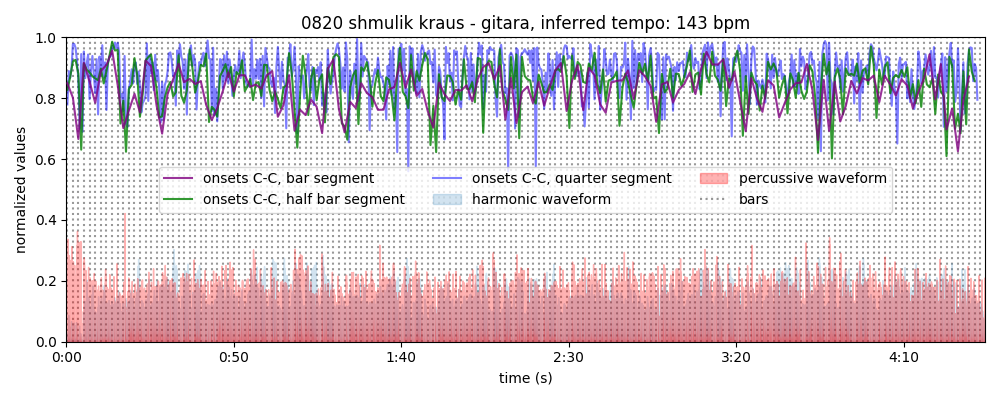 0820 shmulik kraus - gitara, inferred tempo: 143 bpm
normalized values
1.0
0.8
0.6
0.4
0.2
0.0
onsets C-C, bar segment
onsets C-C, half bar segment
onsets C-C, quarter segment
harmonic waveform
percussive waveform
bars
0:00 0:50 1:40 2:30 3:20 4:10
time (s)